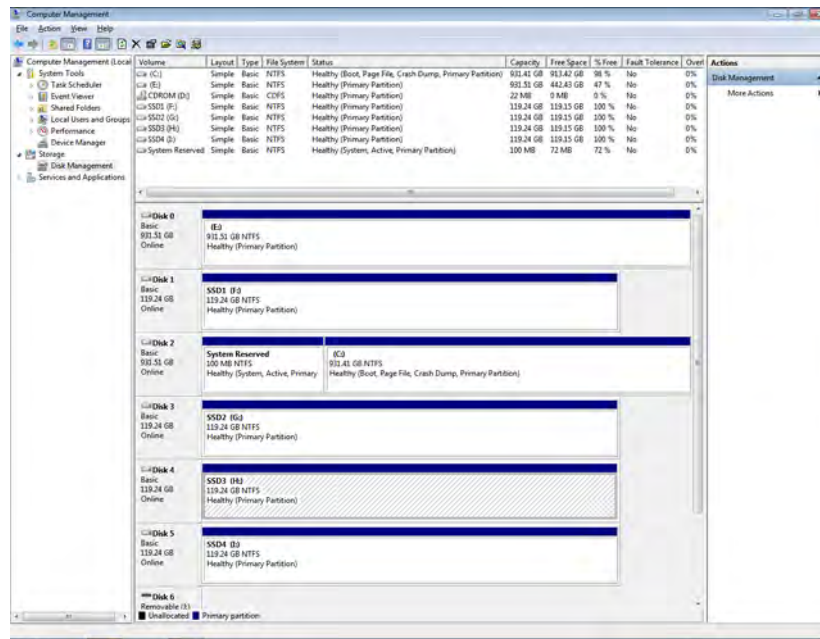 Computer Management
File Action View Help
Computer Management (Local
System Tools
Task Scheduler
Event Viewer
Shared Folders
Local Users and Groups
Performance
Device Manager
Storage
Disk Management
Services and Applications
Volume Layout Type File System Status Capacity Free Space % Free Fault Tolerance Overl
(C:) Simple Basic NTFS Healthy (Boot, Page File, Crash Dump, Primary Partition) 931.41 GB 913.42 GB 98 % No 0%
(E:) Simple Basic NTFS Healthy (Primary Partition) 931.51 GB 442.43 GB 47 % No 0%
CDROM (D:) Simple Basic CDFS Healthy (Primary Partition) 22 MB 0 MB 0 % No 0%
SSD1 (F:) Simple Basic NTFS Healthy (Primary Partition) 119.24 GB 119.15 GB 100 % No 0%
SSD2 (G:) Simple Basic NTFS Healthy (Primary Partition) 119.24 GB 119.15 GB 100 % No 0%
SSD3 (H:) Simple Basic NTFS Healthy (Primary Partition) 119.24 GB 119.15 GB 100 % No 0%
SSD4 (I:) Simple Basic NTFS Healthy (Primary Partition) 119.24 GB 119.15 GB 100 % No 0%
System Reserved Simple Basic NTFS Healthy (System, Active, Primary Partition) 100 MB 72 MB 72 % No 0%
Actions
Disk Management
More Actions
Disk 0
Basic
931.51 GB
Online
(E:)
931.51 GB NTFS
Healthy (Primary Partition)
Disk 1
Basic
119.24 GB
Online
SSD1 (F:)
119.24 GB NTFS
Healthy (Primary Partition)
Disk 2
Basic
931.51 GB
Online
System Reserved
100 MB NTFS
Healthy (System, Active, Primary
(C:)
931.41 GB NTFS
Healthy (Boot, Page File, Crash Dump, Primary Partition)
Disk 3
Basic
119.24 GB
Online
SSD2 (G:)
119.24 GB NTFS
Healthy (Primary Partition)
Disk 4
Basic
119.24 GB
Online
SSD3 (H:)
119.24 GB NTFS
Healthy (Primary Partition)
Disk 5
Basic
119.24 GB
Online
SSD4 (I:)
119.24 GB NTFS
Healthy (Primary Partition)
Disk 6
Removable
Unallocated Primary partition